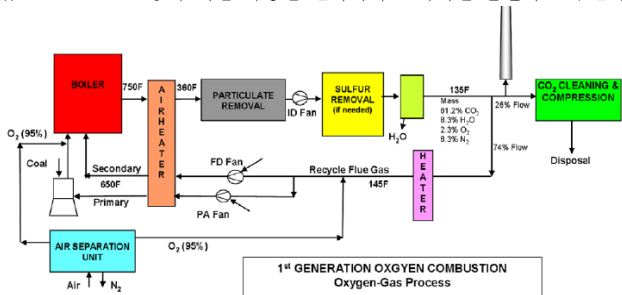 BOILER
750F
AIRHEATER
360F
PARTICULATE
REMOVAL
ID Fan
SULFUR
REMOVAL
(if needed)
H₂O
135F
Mass
81.2% CO₂
8.3% H₂O
2.3% O₂
8.3% N₂
26% Flow
74% Flow
CO₂ CLEANING &
COMPRESSION
Disposal
O₂ (95%)
Coal
Secondary
650F
Primary
FD Fan
PA Fan
Recycle Flue Gas
145F
HEATER
AIR SEPARATION
UNIT
O₂ (95%)
Air
N₂
1st GENERATION OXGYEN COMBUSTION
Oxygen-Gas Process